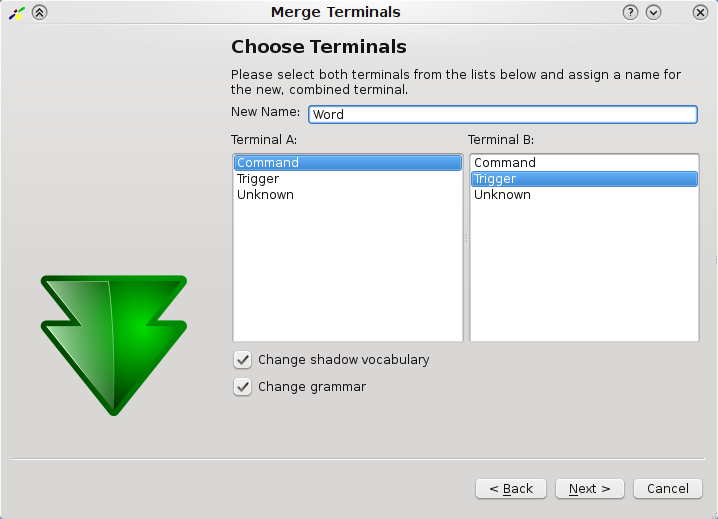 Merge Terminals
Choose Terminals
Please select both terminals from the lists below and assign a name for
the new, combined terminal.
New Name: Word
Terminal A: Terminal B:
Command Command
Trigger Trigger
Unknown Unknown
Change shadow vocabulary
Change grammar
< Back Next > Cancel